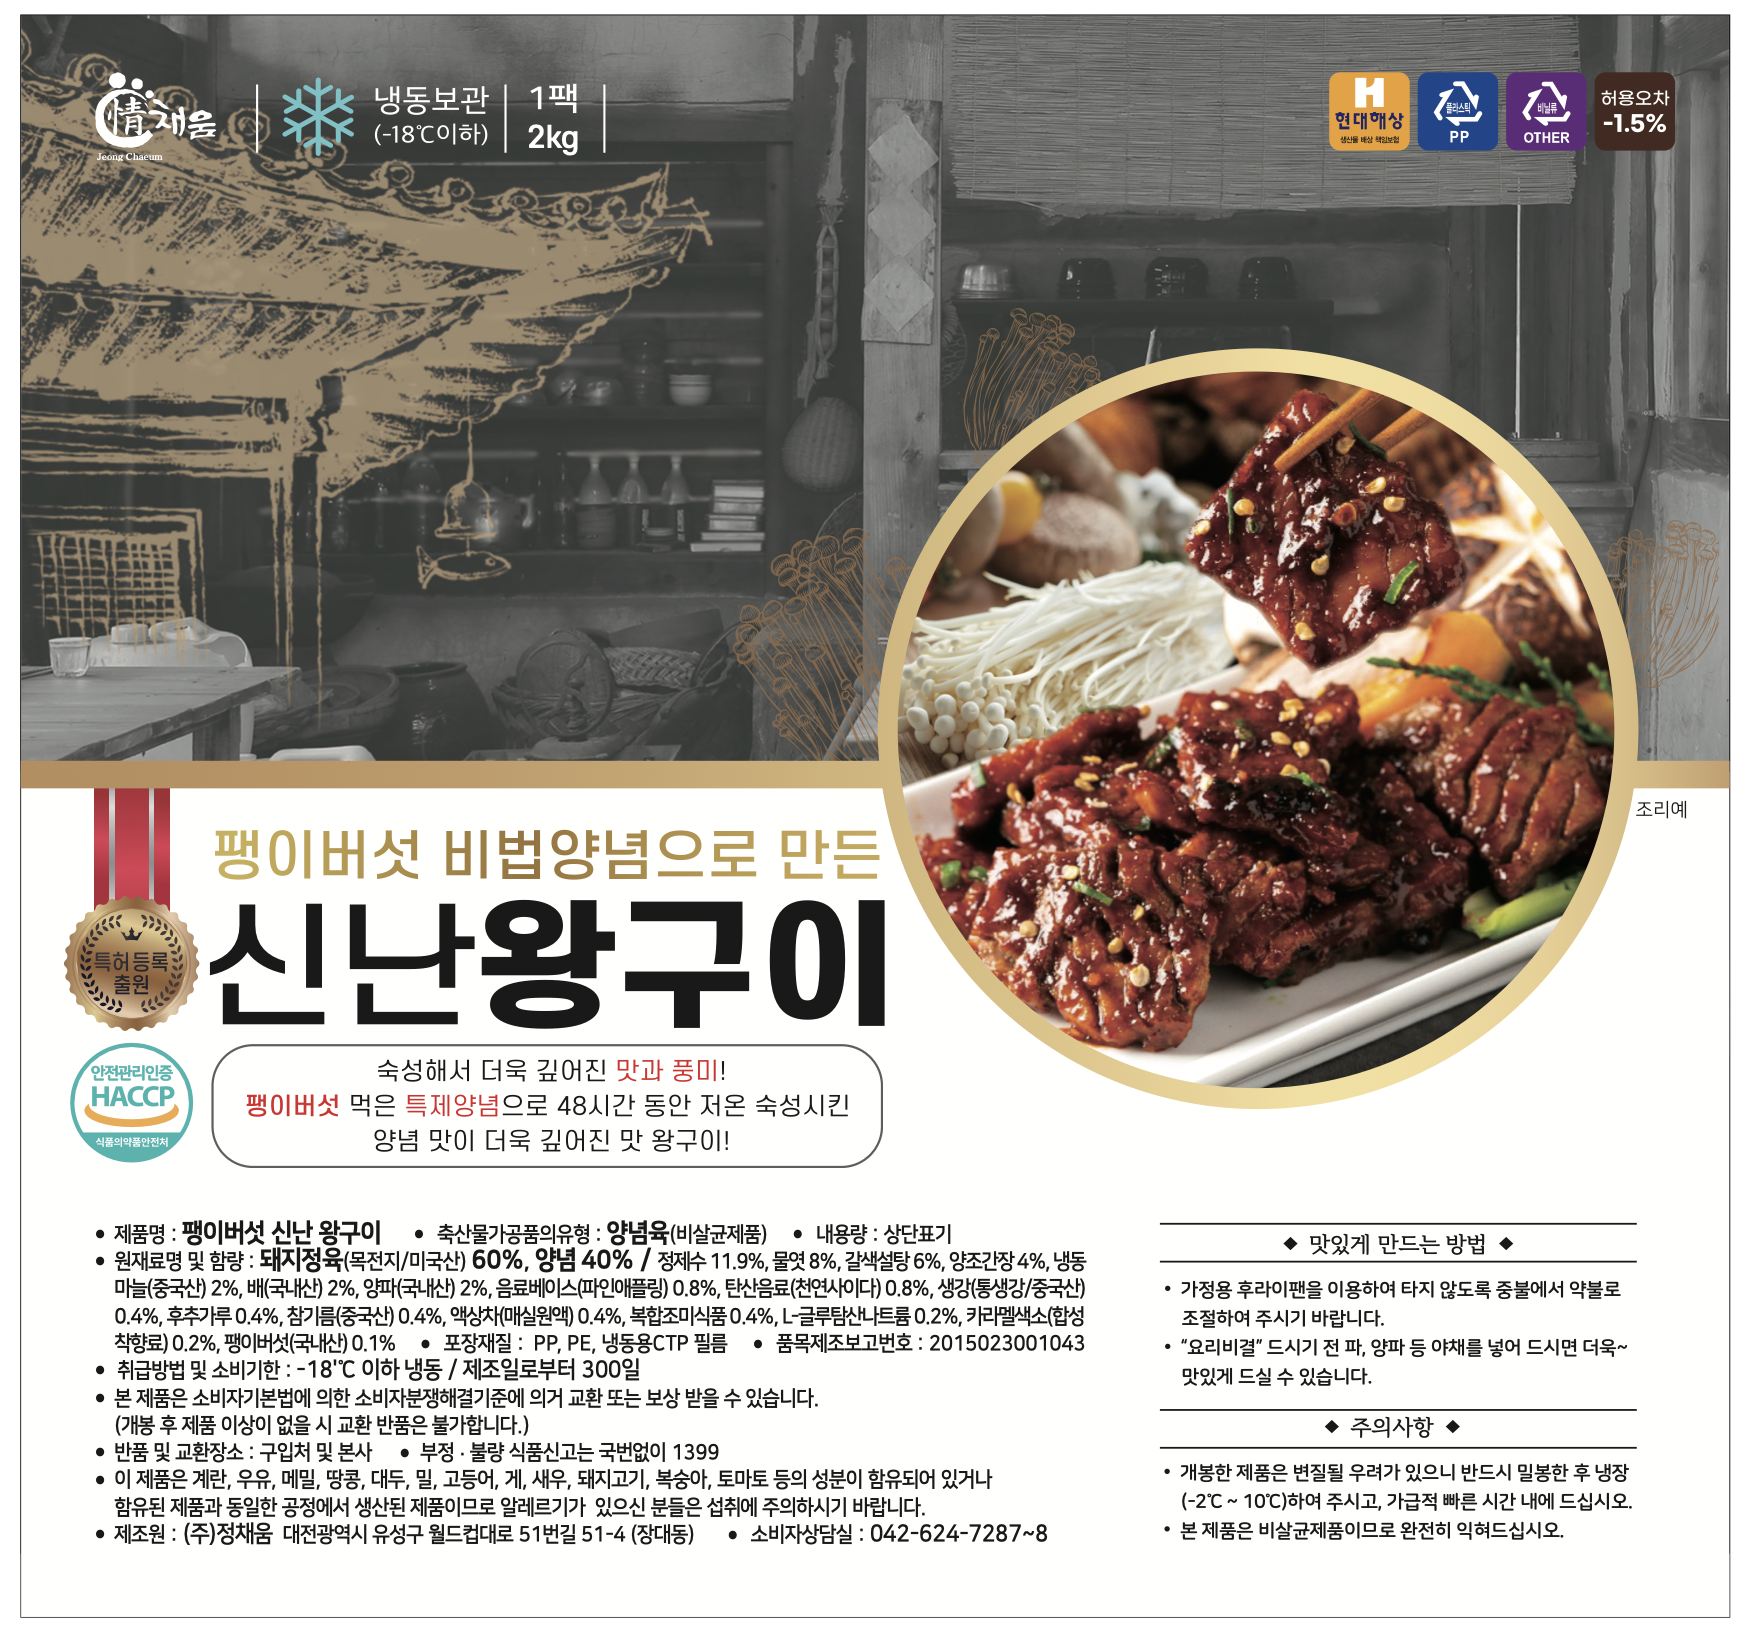 情채움
Jeong Chaeum
냉동보관
(-18℃이하)
1팩
2kg
현대해상
생산물 배상 책임보험
플라스틱
PP
비닐류
OTHER
허용오차
-1.5%
조리예
팽이버섯 비법양념으로 만든
신난왕구이
특허등록
출원
안전관리인증
HACCP
식품의약품안전처
숙성해서 더욱 깊어진 맛과 풍미!
팽이버섯 먹은 특제양념으로 48시간 동안 저온 숙성시킨
양념 맛이 더욱 깊어진 맛 왕구이!
• 제품명 : 팽이버섯 신난 왕구이 • 축산물가공품의유형 : 양념육(비살균제품) • 내용량 : 상단표기
• 원재료명 및 함량 : 돼지정육(목전지/미국산) 60%, 양념 40% / 정제수 11.9%, 물엿 8%, 갈색설탕 6%, 양조간장 4%, 냉동
마늘(중국산) 2%, 배(국내산) 2%, 양파(국내산) 2%, 음료베이스(파인애플링) 0.8%, 탄산음료(천연사이다) 0.8%, 생강(통생강/중국산)
0.4%, 후추가루 0.4%, 참기름(중국산) 0.4%, 액상차(매실원액) 0.4%, 복합조미식품 0.4%, L-글루탐산나트륨 0.2%, 카라멜색소(합성
착향료) 0.2%, 팽이버섯(국내산) 0.1% • 포장재질 : PP, PE, 냉동용CTP 필름 • 품목제조보고번호 : 2015023001043
• 취급방법 및 소비기한 : -18'℃ 이하 냉동 / 제조일로부터 300일
• 본 제품은 소비자기본법에 의한 소비자분쟁해결기준에 의거 교환 또는 보상 받을 수 있습니다.
(개봉 후 제품 이상이 없을 시 교환 반품은 불가합니다.)
• 반품 및 교환장소 : 구입처 및 본사 • 부정 · 불량 식품신고는 국번없이 1399
• 이 제품은 계란, 우유, 메밀, 땅콩, 대두, 밀, 고등어, 게, 새우, 돼지고기, 복숭아, 토마토 등의 성분이 함유되어 있거나
함유된 제품과 동일한 공정에서 생산된 제품이므로 알레르기가 있으신 분들은 섭취에 주의하시기 바랍니다.
• 제조원 : (주)정채움 대전광역시 유성구 월드컵대로 51번길 51-4 (장대동) • 소비자상담실 : 042-624-7287~8
◆ 맛있게 만드는 방법 ◆
• 가정용 후라이팬을 이용하여 타지 않도록 중불에서 약불로
조절하여 주시기 바랍니다.
• “요리비결” 드시기 전 파, 양파 등 야채를 넣어 드시면 더욱~
맛있게 드실 수 있습니다.
◆ 주의사항 ◆
• 개봉한 제품은 변질될 우려가 있으니 반드시 밀봉한 후 냉장
(-2℃ ~ 10℃)하여 주시고, 가급적 빠른 시간 내에 드십시오.
• 본 제품은 비살균제품이므로 완전히 익혀드십시오.